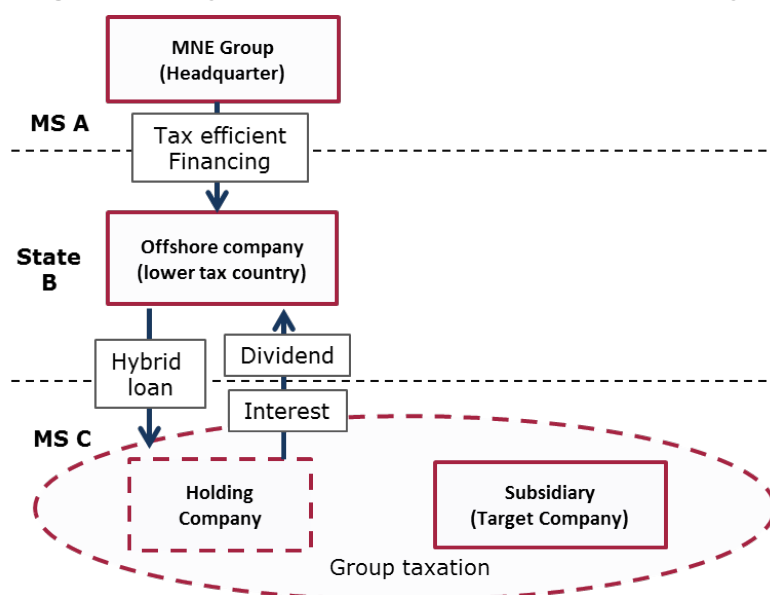 MNE Group
(Headquarter)
MS A
Tax efficient
Financing
Offshore company
(lower tax country)
State
B
Hybrid
loan
Dividend
Interest
MS C
Holding
Company
Subsidiary
(Target Company)
Group taxation